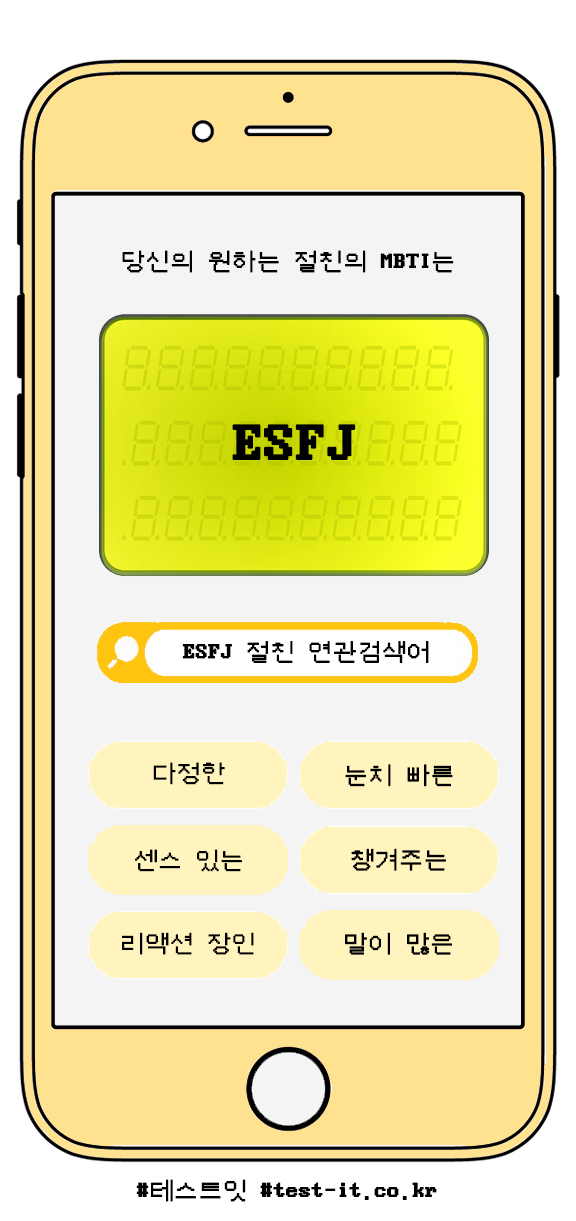 당신의 원하는 절친의 MBTI는
ESFJ
ESFJ 절친 연관검색어
다정한 눈치 빠른
센스 있는 챙겨주는
리액션 장인 말이 많은
#테스트잇 #test-it.co.kr